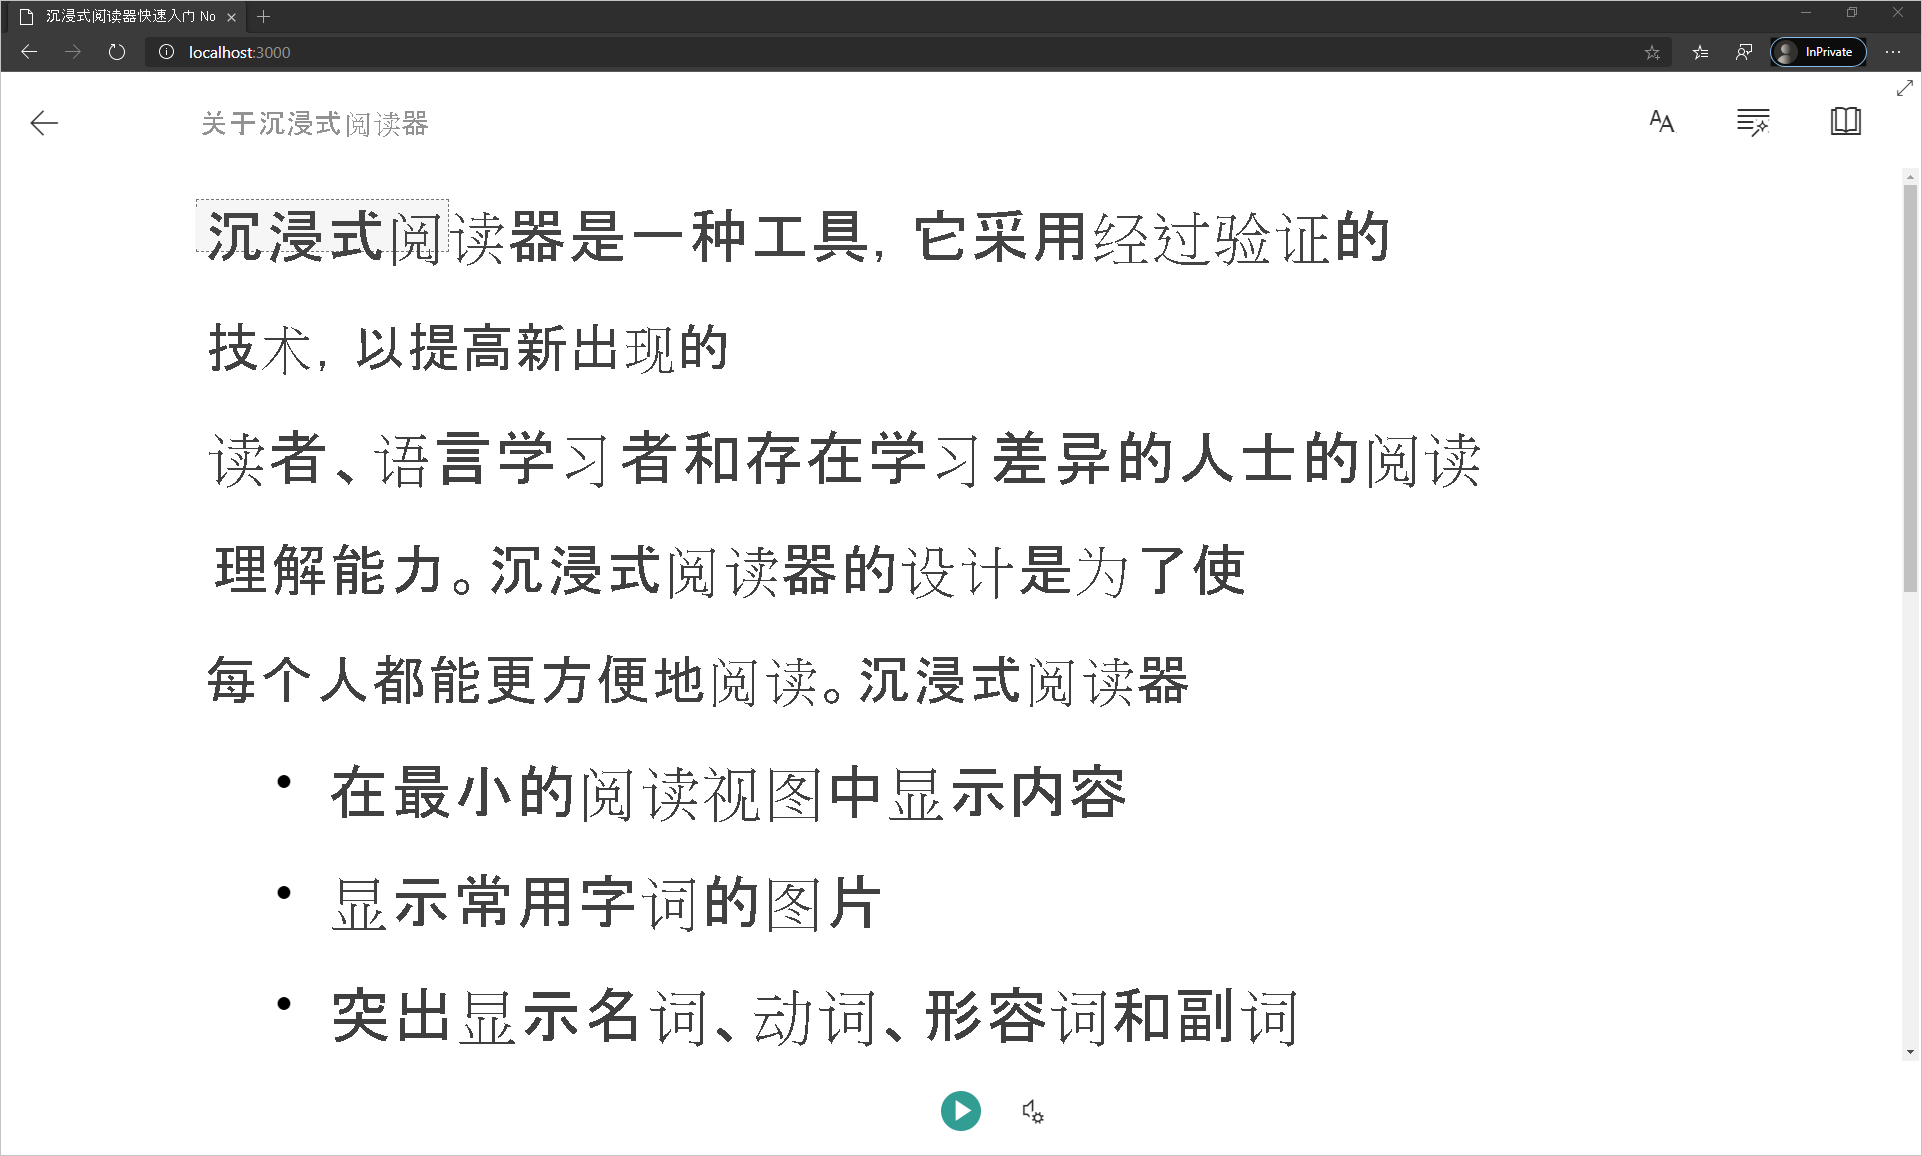 沉浸式阅读器快速入门 No
localhost:3000
InPrivate
关于沉浸式阅读器
沉浸式阅读器是一种工具，它采用经过验证的
技术，以提高新出现的
读者、语言学习者和存在学习差异的人士的阅读
理解能力。沉浸式阅读器的设计是为了使
每个人都能更方便地阅读。沉浸式阅读器
• 在最小的阅读视图中显示内容
• 显示常用字词的图片
• 突出显示名词、动词、形容词和副词